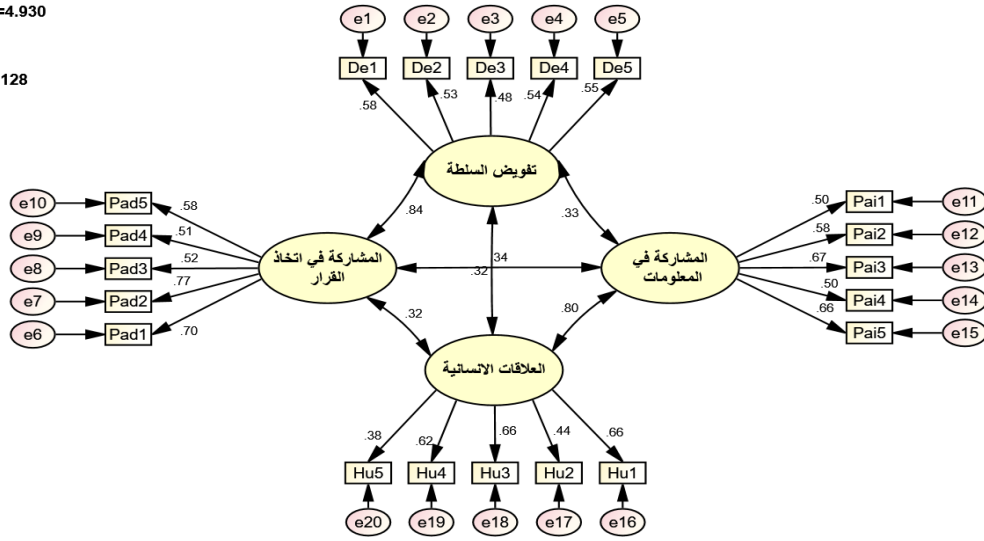 =4.930
128
e1 e2 e3 e4 e5
De1 De2 De3 De4 De5
.58 .53 .48 .54 .55
تفويض السلطة
.84 .33
e10 Pad5 .58
e9 Pad4 .51
e8 Pad3 .52
e7 Pad2 .77
e6 Pad1 .70
المشاركة في اتخاذ
القرار
.34
.32
المشاركة في
المعلومات
.50 Pai1 e11
.58 Pai2 e12
.67 Pai3 e13
.50 Pai4 e14
.66 Pai5 e15
.32 .80
العلاقات الانسانية
.38 .62 .66 .44 .66
Hu5 Hu4 Hu3 Hu2 Hu1
e20 e19 e18 e17 e16